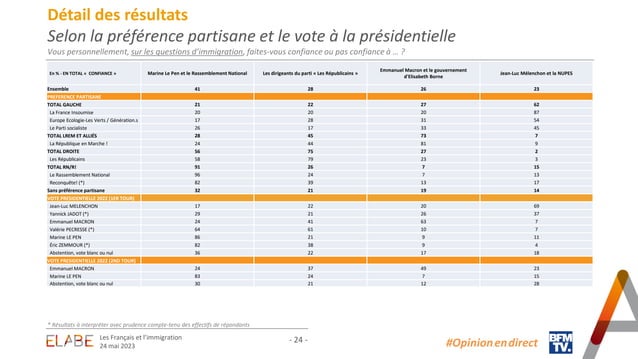 Détail des résultats
Selon la préférence partisane et le vote à la présidentielle
Vous personnellement, sur les questions d'immigration, faites-vous confiance ou pas confiance à … ?
En % - EN TOTAL « CONFIANCE » Marine Le Pen et le Rassemblement National Les dirigeants du parti « Les Républicains » Emmanuel Macron et le gouvernement d'Elisabeth Borne Jean-Luc Mélenchon et la NUPES
Ensemble 41 28 26 23
PREFERENCE PARTISANE
TOTAL GAUCHE 21 22 27 62
La France Insoumise 20 20 20 87
Europe Ecologie-Les Verts / Génération.s 17 28 31 54
Le Parti socialiste 26 17 33 45
TOTAL LREM ET ALLIÉS 28 45 73 7
La République en Marche ! 24 44 81 9
TOTAL DROITE 56 75 27 2
Les Républicains 58 79 23 3
TOTAL RN/R! 91 26 7 15
Le Rassemblement National 96 24 7 13
Reconquête! (*) 82 39 13 17
Sans préférence partisane 32 21 19 14
VOTE PRESIDENTIELLE 2022 (1ER TOUR)
Jean-Luc MELENCHON 17 22 20 69
Yannick JADOT (*) 29 21 26 37
Emmanuel MACRON 24 41 63 7
Valérie PECRESSE (*) 64 61 10 7
Marine LE PEN 86 21 9 11
Éric ZEMMOUR (*) 82 38 9 4
Abstention, vote blanc ou nul 36 22 17 18
VOTE PRESIDENTIELLE 2022 (2ND TOUR)
Emmanuel MACRON 24 37 49 23
Marine LE PEN 83 24 7 15
Abstention, vote blanc ou nul 30 21 12 28
* Résultats à interpréter avec prudence compte-tenu des effectifs de répondants
ELABE
Les Français et l'immigration
24 mai 2023
- 24 -
#Opinion en direct
BFM
TV.